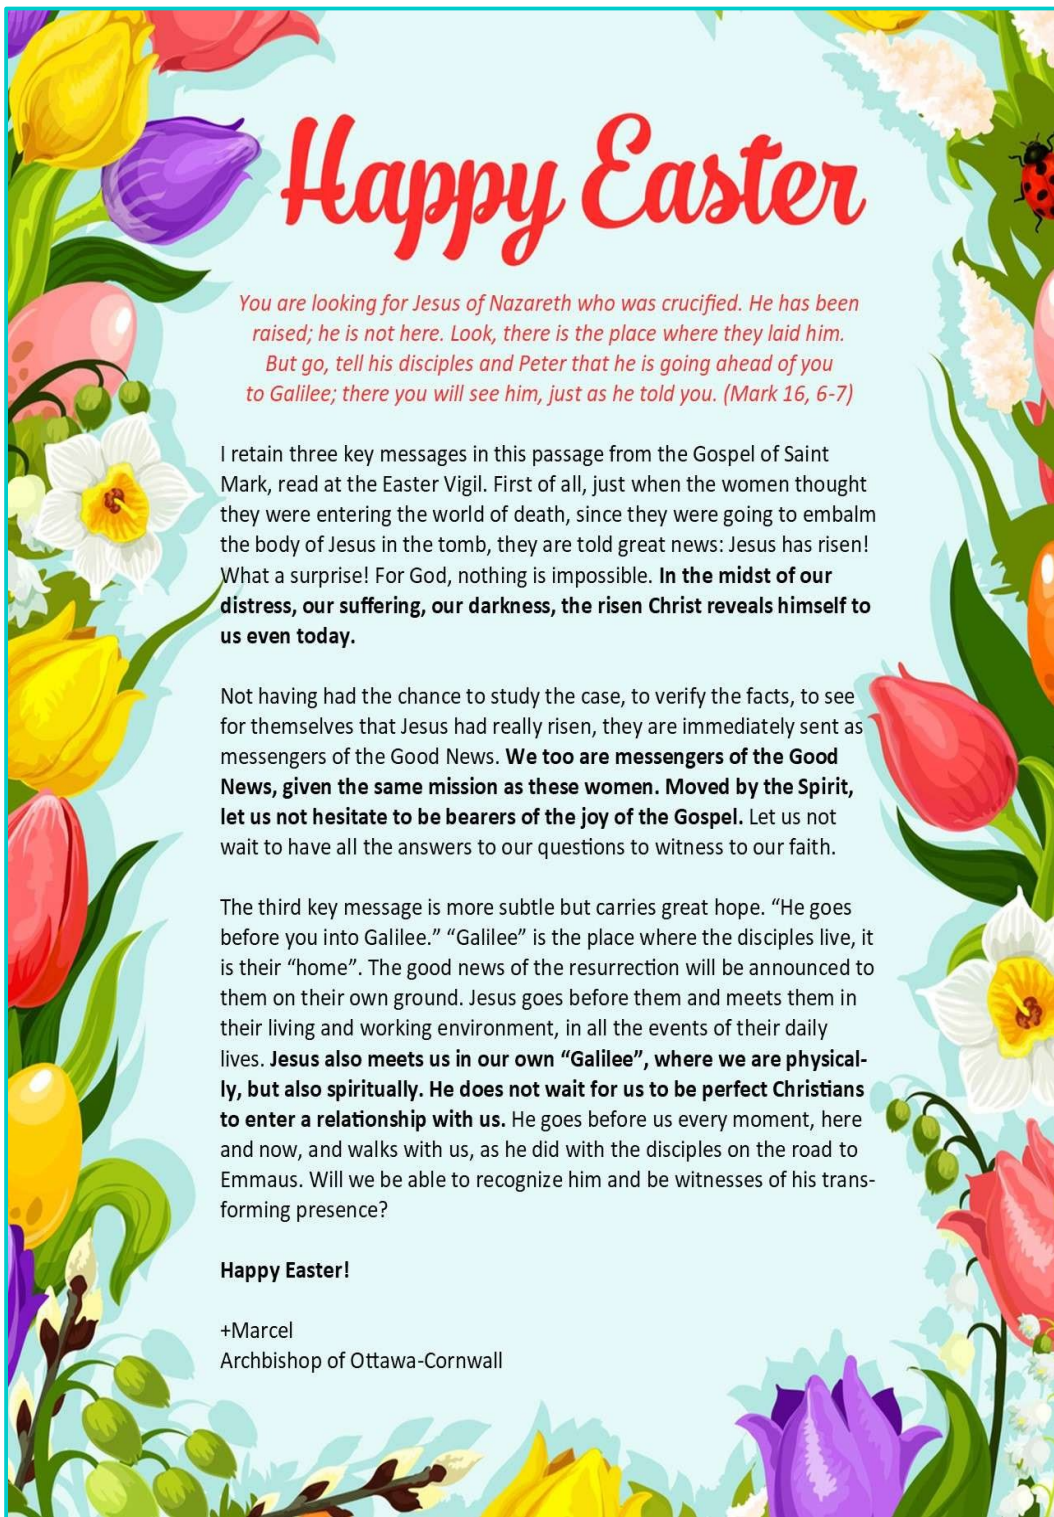 Happy Easter
You are looking for Jesus of Nazareth who was crucified. He has been
raised; he is not here. Look, there is the place where they laid him.
But go, tell his disciples and Peter that he is going ahead of you
to Galilee; there you will see him, just as he told you. (Mark 16, 6-7)
I retain three key messages in this passage from the Gospel of Saint
Mark, read at the Easter Vigil. First of all, just when the women thought
they were entering the world of death, since they were going to embalm
the body of Jesus in the tomb, they are told great news: Jesus has risen!
What a surprise! For God, nothing is impossible. In the midst of our
distress, our suffering, our darkness, the risen Christ reveals himself to
us even today.
Not having had the chance to study the case, to verify the facts, to see
for themselves that Jesus had really risen, they are immediately sent as
messengers of the Good News. We too are messengers of the Good
News, given the same mission as these women. Moved by the Spirit,
let us not hesitate to be bearers of the joy of the Gospel. Let us not
wait to have all the answers to our questions to witness to our faith.
The third key message is more subtle but carries great hope. “He goes
before you into Galilee.” “Galilee” is the place where the disciples live, it
is their “home”. The good news of the resurrection will be announced to
them on their own ground. Jesus goes before them and meets them in
their living and working environment, in all the events of their daily
lives. Jesus also meets us in our own “Galilee”, where we are physical-
ly, but also spiritually. He does not wait for us to be perfect Christians
to enter a relationship with us. He goes before us every moment, here
and now, and walks with us, as he did with the disciples on the road to
Emmaus. Will we be able to recognize him and be witnesses of his trans-
forming presence?
Happy Easter!
+Marcel
Archbishop of Ottawa-Cornwall